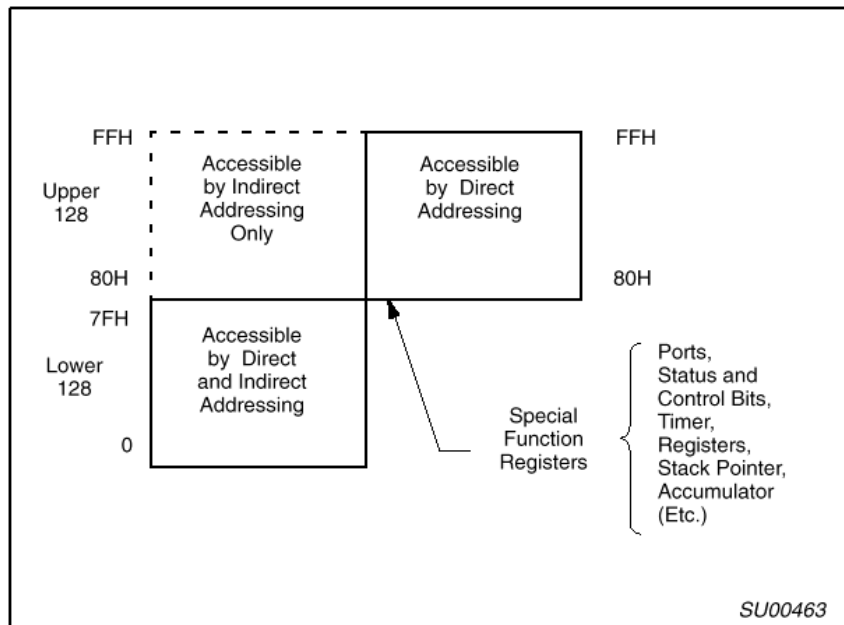 FFH
Upper
128
80H
7FH
Lower
128
0
Accessible
by Indirect
Addressing
Only
Accessible
by Direct
Addressing
FFH
80H
Accessible
by Direct
and Indirect
Addressing
Special
Function
Registers
Ports,
Status and
Control Bits,
Timer,
Registers,
Stack Pointer,
Accumulator
(Etc.)
SU00463